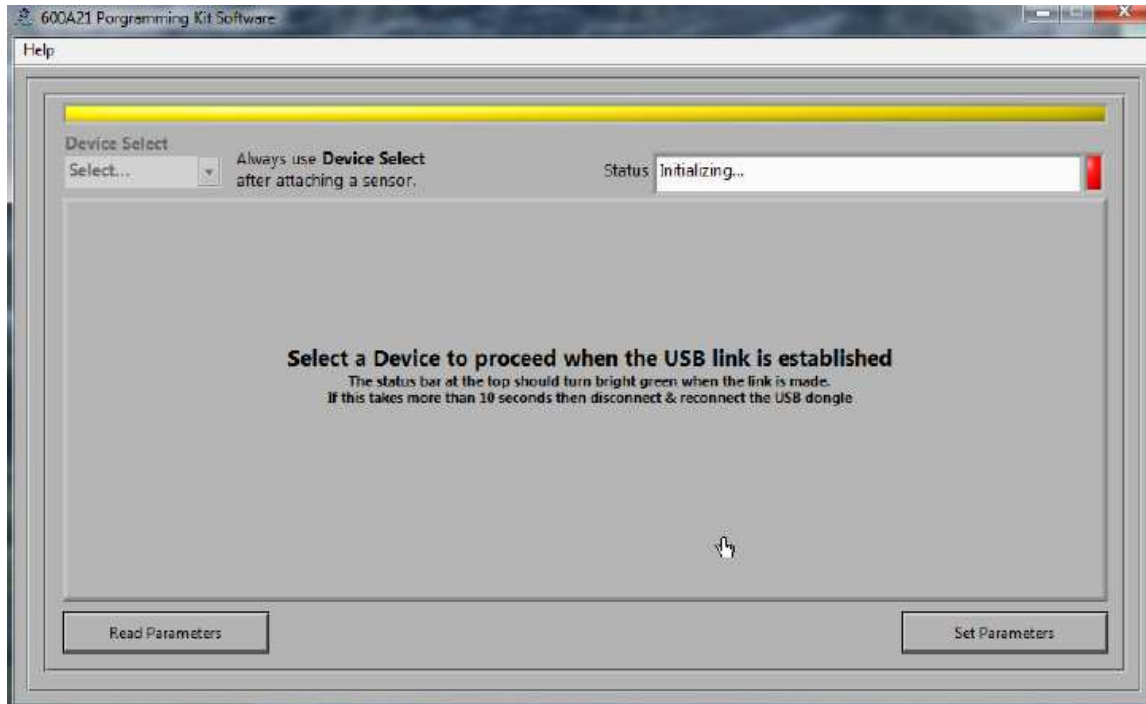 600A21 Porgramming Kit Software
Help
Device Select
Select...
Always use Device Select
after attaching a sensor.
Status Initializing...
Select a Device to proceed when the USB link is established
The status bar at the top should turn bright green when the link is made.
If this takes more than 10 seconds then disconnect & reconnect the USB dongle
Read Parameters
Set Parameters